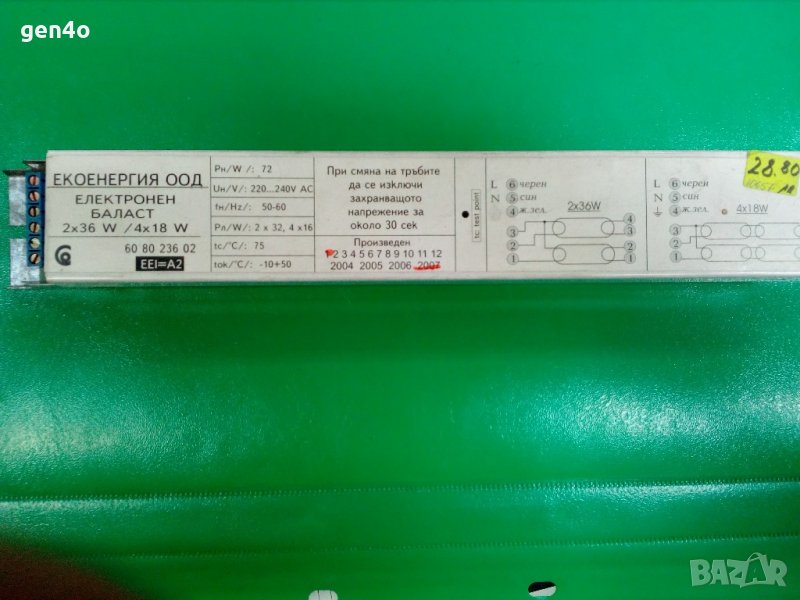 gen4o
ЕКОЕНЕРГИЯ ООД
ЕЛЕКТРОНЕН
БАЛАСТ
2x36 W /4x18 W
60 80 236 02
EEI=A2
Pн/W /: 72
Uн/V/: 220...240V AC
fн/Hz/: 50-60
Pл/W/: 2 x 32, 4 x16
tc/°C/: 75
tok/°C/: -10+50
При смяна на тръбите
да се изключи
захранващото
напрежение за
около 30 сек
Произведен
1 2 3 4 5 6 7 8 9 10 11 12
2004 2005 2006 2007
tc: test point
L 6 черен
N 5 син
4 ж.зел.
3
2
1
2x36W
4
3
2
1
L 6 черен
N 5 син
4 ж.зел.
3
2
1
4x18W
28.80
BAZAR